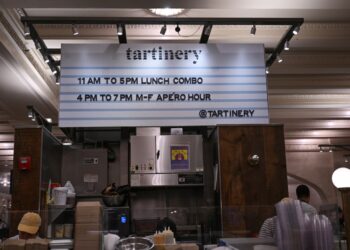 tartinery
11 AM TO 5 PM LUNCH COMBO
4 PM TO 7 PM M-F APÉRO HOUR
@TARTINERY